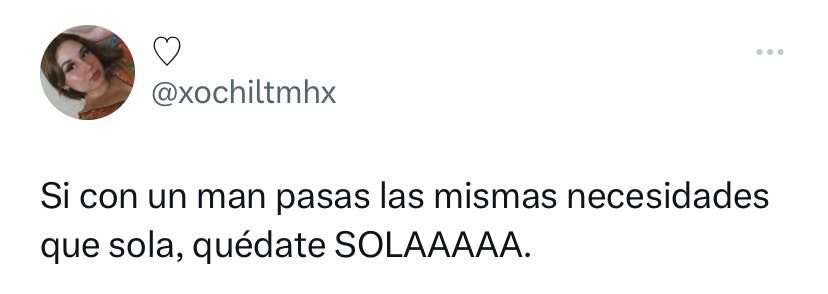 ♡
@xochiltmhx
Si con un man pasas las mismas necesidades
que sola, quédate SOLAAAAA.